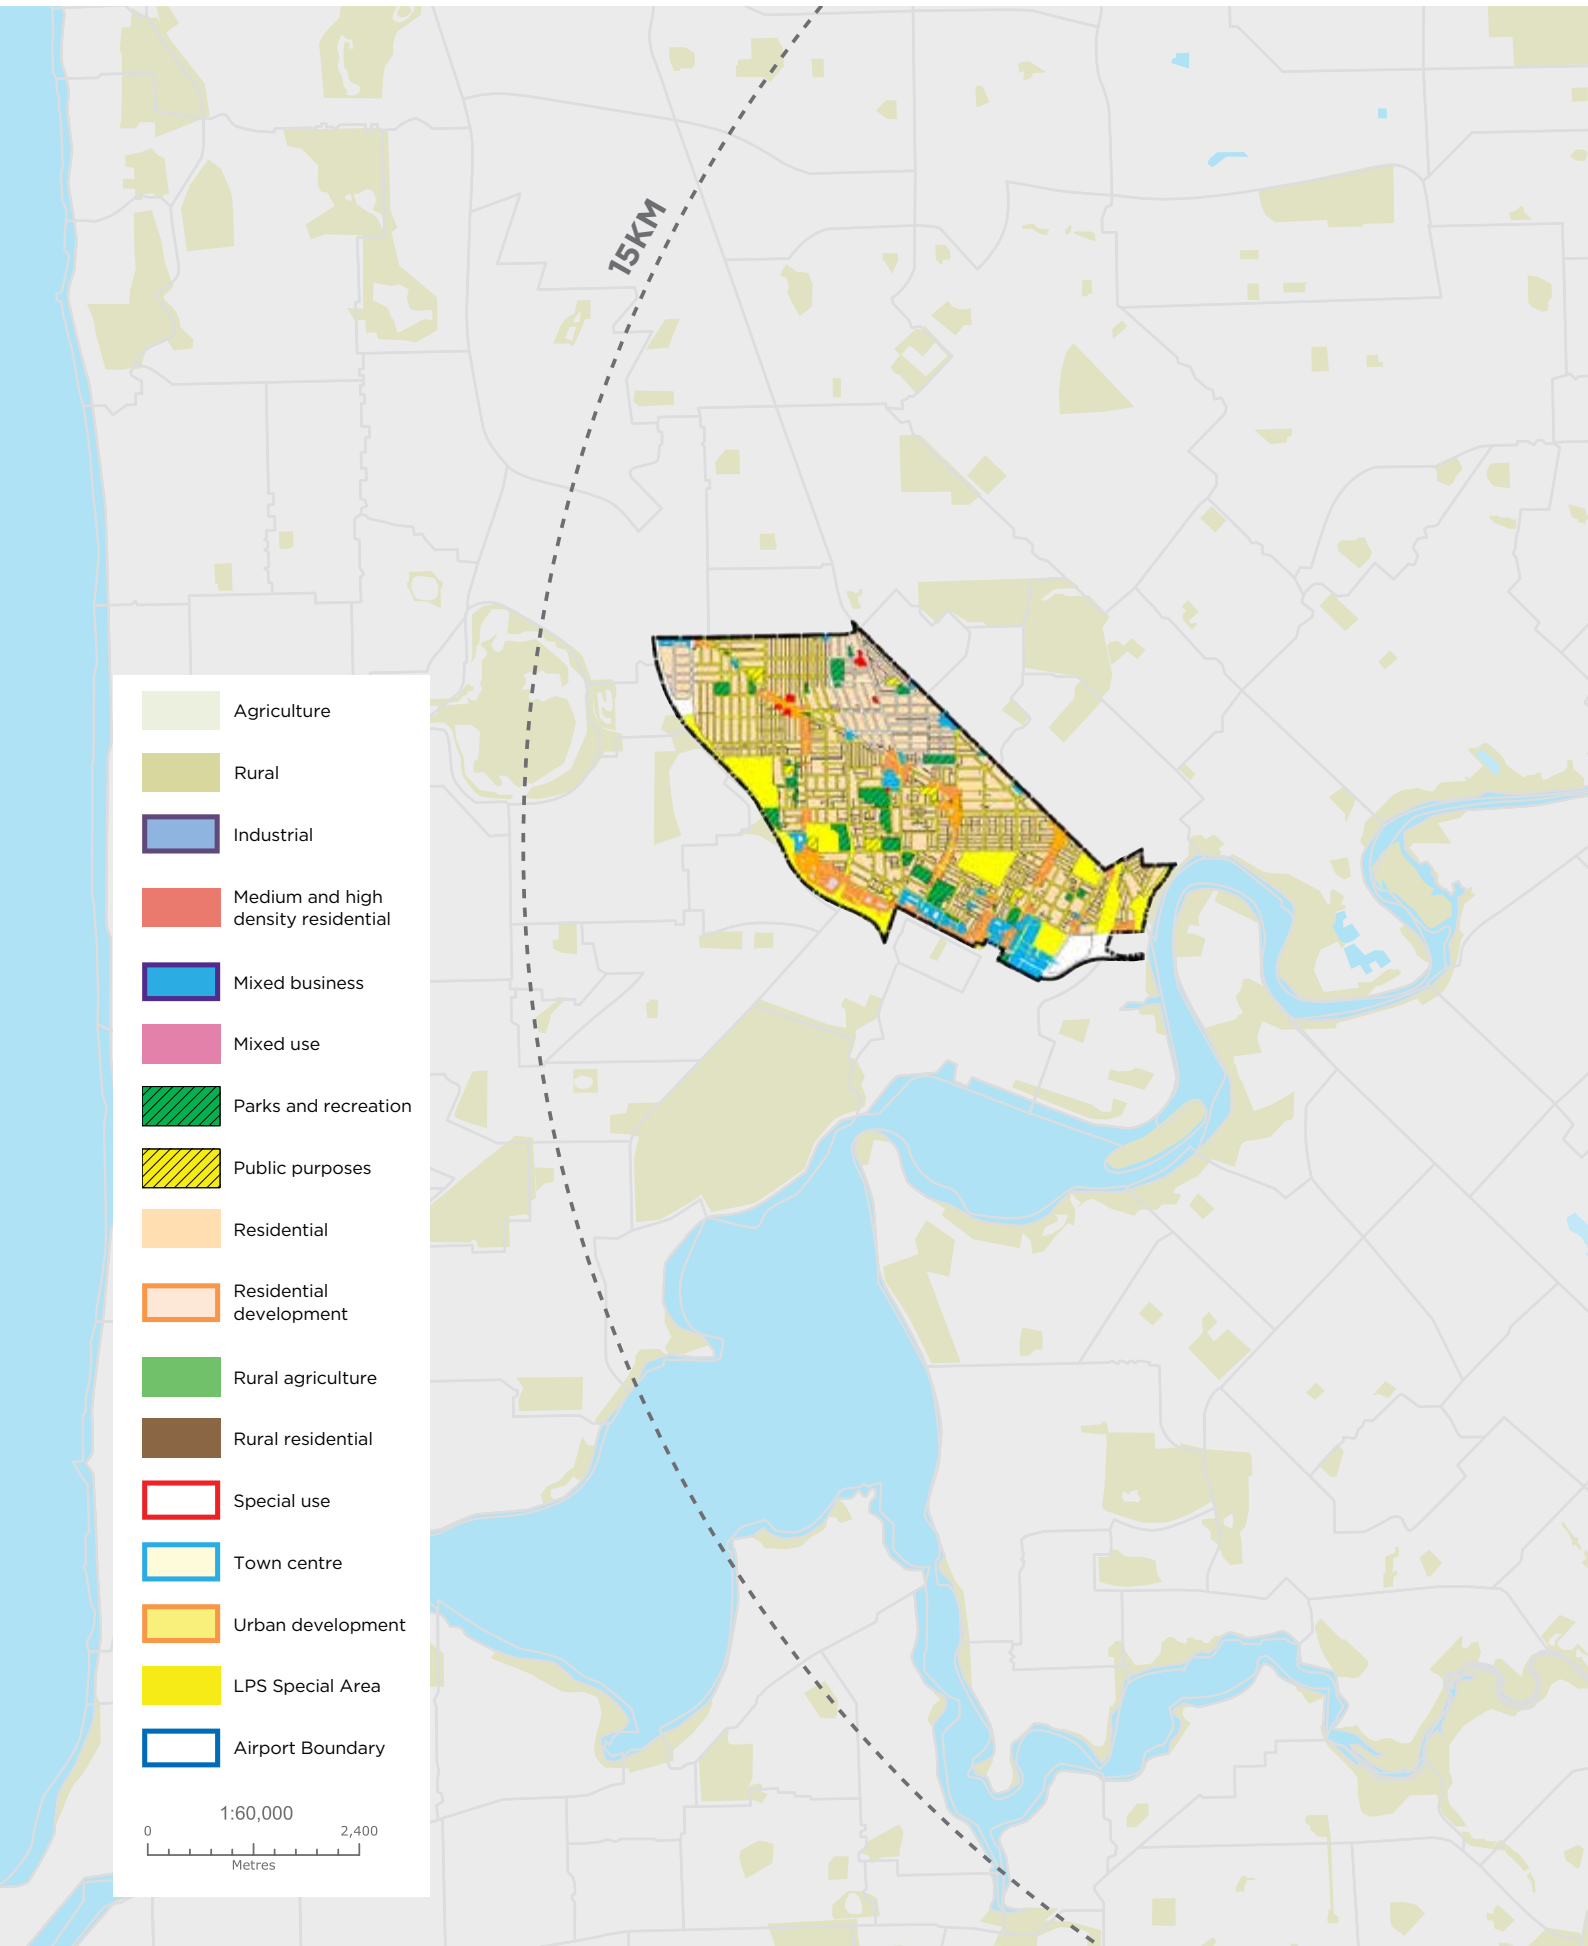 15KM
Agriculture
Rural
Industrial
Medium and high
density residential
Mixed business
Mixed use
Parks and recreation
Public purposes
Residential
Residential
development
Rural agriculture
Rural residential
Special use
Town centre
Urban development
LPS Special Area
Airport Boundary
1:60,000
0 2,400
Metres